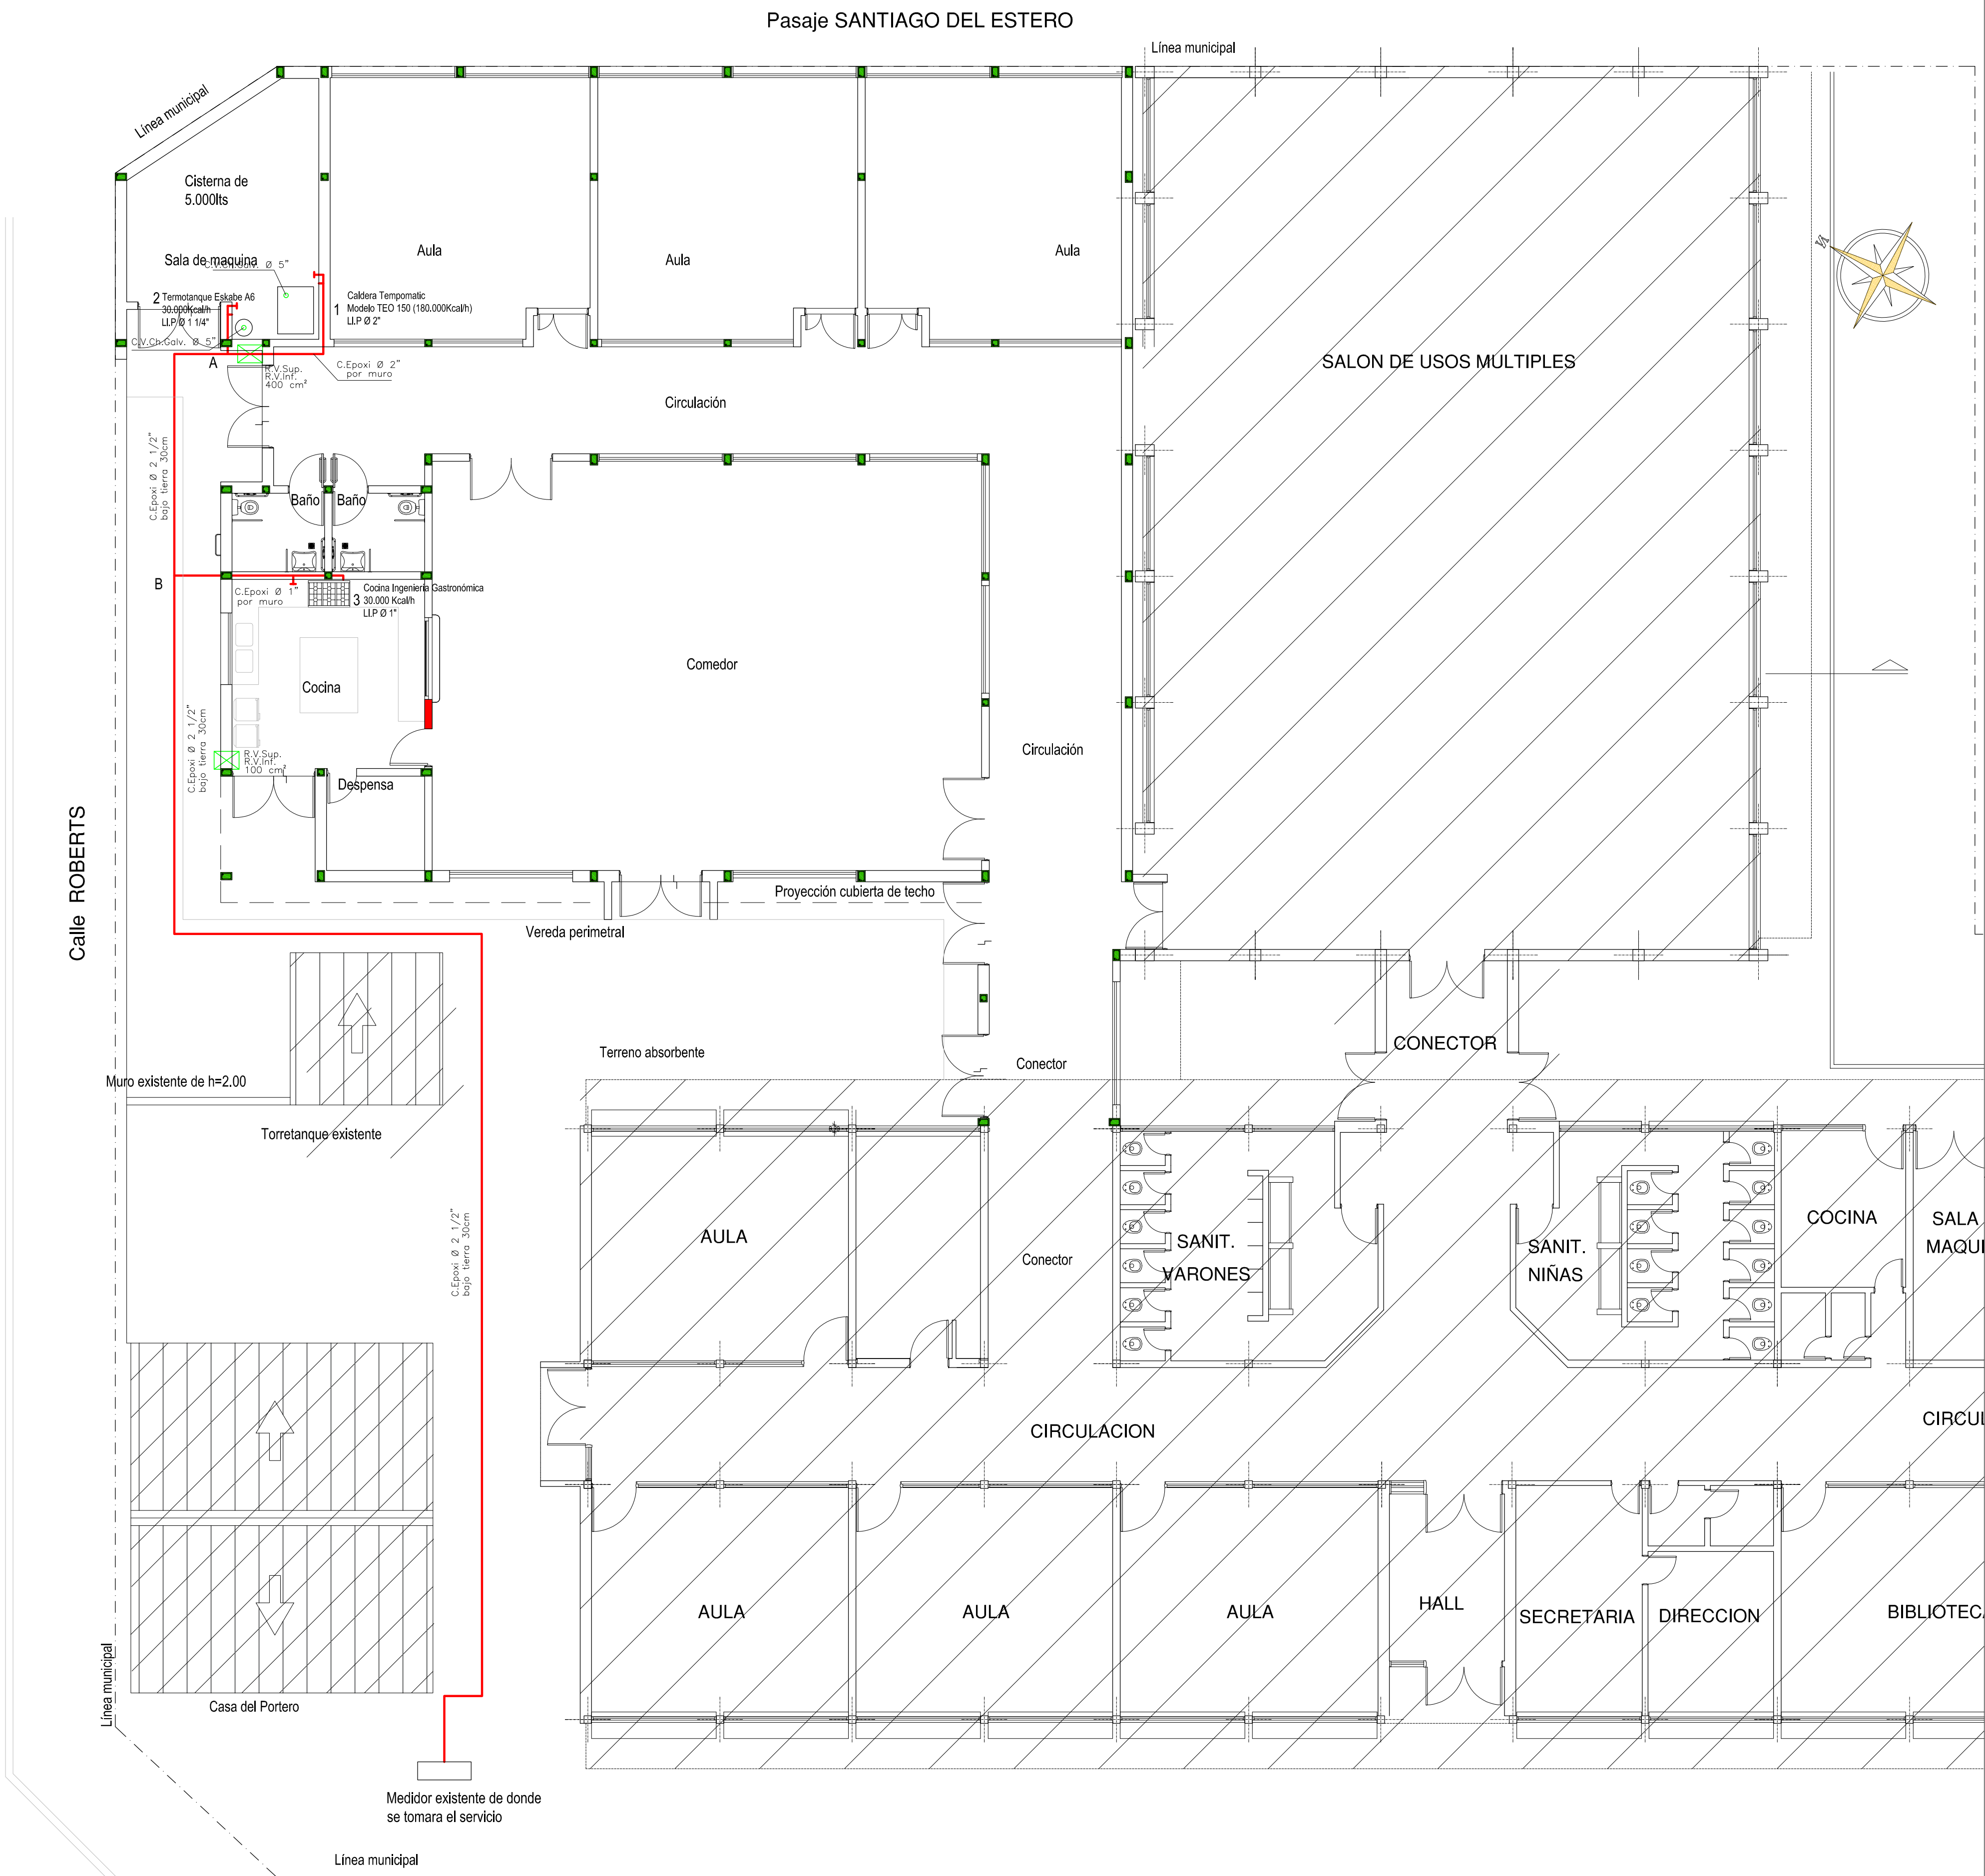 Pasaje SANTIAGO DEL ESTERO
Línea municipal
Línea municipal
Cisterna de
5.000lts
Sala de maquina
C.V.Ch.Galv. Ø 5"
Aula
Aula
Aula
N
2 Termotanque Eskabe A6
30.000Kcal/h
LI.P Ø 1 1/4"
1 Caldera Tempomatic
Modelo TEO 150 (180.000Kcal/h)
LI.P Ø 2"
C.V.Ch.Galv. Ø 5"
A
R.V.Sup.
R.V.Inf.
400 cm²
C.Epoxi Ø 2"
por muro
SALON DE USOS MULTIPLES
Circulación
C.Epoxi Ø 2 1/2"
bajo tierra 30cm
Baño
Baño
B
C.Epoxi Ø 1"
por muro
3 Cocina Ingeniería Gastronómica
30.000 Kcal/h
LI.P Ø 1"
Comedor
Cocina
C.Epoxi Ø 2 1/2"
bajo tierra 30cm
R.V.Sup.
R.V.Inf.
100 cm²
Despensa
Circulación
Calle ROBERTS
Proyección cubierta de techo
Vereda perimetral
Terreno absorbente
Conector
CONECTOR
Muro existente de h=2.00
Torretanque existente
C.Epoxi Ø 2 1/2"
bajo tierra 30cm
AULA
Conector
SANIT.
VARONES
SANIT.
NIÑAS
COCINA
SALA
MAQUI
CIRCULACION
CIRCUL
AULA
AULA
AULA
HALL
SECRETARIA
DIRECCION
BIBLIOTECA
Línea municipal
Casa del Portero
Medidor existente de donde
se tomara el servicio
Línea municipal